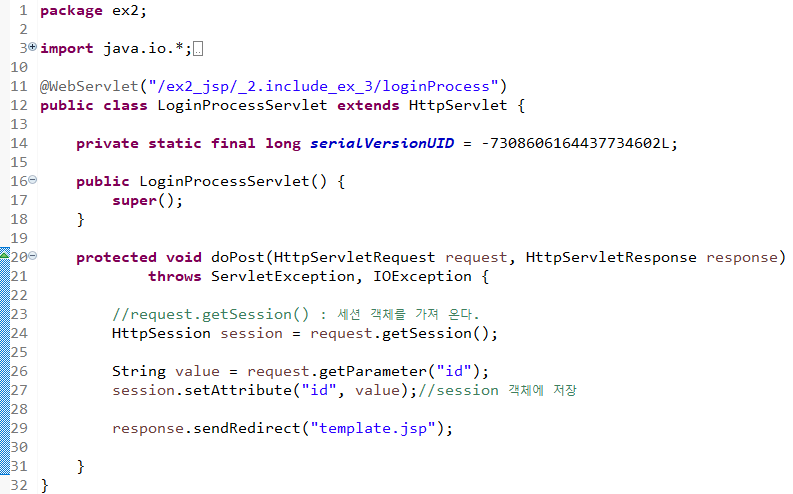 1 package ex2;
2
3 import java.io.*;
10
11 @WebServlet("/ex2_jsp/_2.include_ex_3/loginProcess")
12 public class LoginProcessServlet extends HttpServlet {
13
14     private static final long serialVersionUID = -7308606164437734602L;
15
16     public LoginProcessServlet() {
17         super();
18     }
19
20     protected void doPost(HttpServletRequest request, HttpServletResponse response)
21             throws ServletException, IOException {
22
23         //request.getSession() : 세션 객체를 가져 온다.
24         HttpSession session = request.getSession();
25
26         String value = request.getParameter("id");
27         session.setAttribute("id", value);//session 객체에 저장
28
29         response.sendRedirect("template.jsp");
30
31     }
32 }